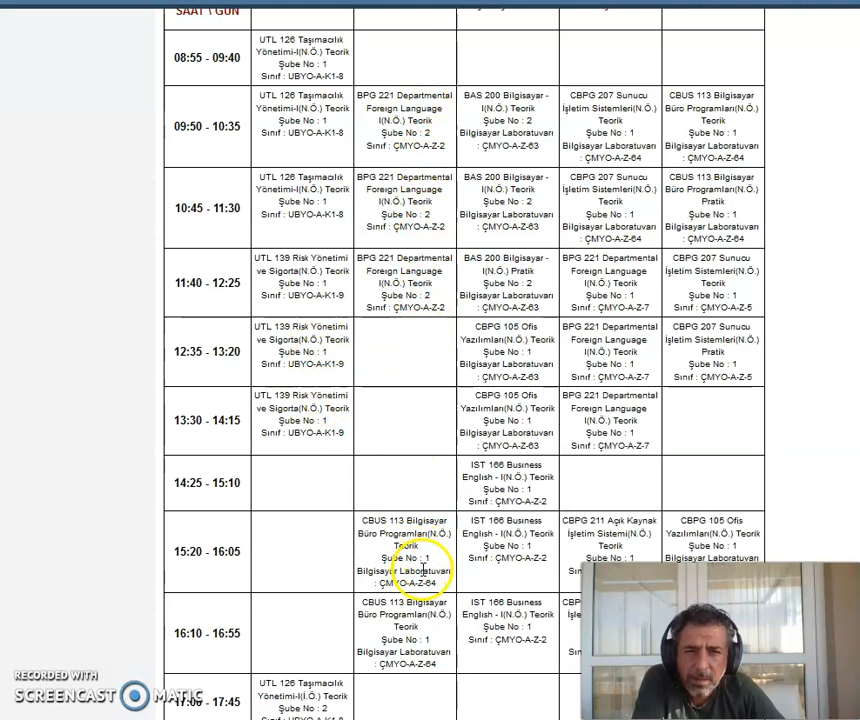 SAAT \ GÜN
08:55 - 09:40
UTL 126 Taşımacılık
Yönetimi-I(N.Ö.) Teorik
Şube No : 1
Sınıf : UBYO-A-K1-8
09:50 - 10:35
UTL 126 Taşımacılık
Yönetimi-I(N.Ö.) Teorik
Şube No : 1
Sınıf : UBYO-A-K1-8
BPG 221 Departmental
Foreıgn Language
I(N.Ö.) Teorik
Şube No : 2
Sınıf : ÇMYO-A-Z-2
BAS 200 Bilgisayar -
I(N.Ö.) Teorik
Şube No : 2
Bilgisayar Laboratuvarı
: ÇMYO-A-Z-63
CBPG 207 Sunucu
İşletim Sistemleri(N.Ö.)
Teorik
Şube No : 1
Bilgisayar Laboratuvarı
: ÇMYO-A-Z-64
CBUS 113 Bilgisayar
Büro Programları(N.Ö.)
Teorik
Şube No : 1
Bilgisayar Laboratuvarı
: ÇMYO-A-Z-64
10:45 - 11:30
UTL 126 Taşımacılık
Yönetimi-I(N.Ö.) Teorik
Şube No : 1
Sınıf : UBYO-A-K1-8
BPG 221 Departmental
Foreıgn Language
I(N.Ö.) Teorik
Şube No : 2
Sınıf : ÇMYO-A-Z-2
BAS 200 Bilgisayar -
I(N.Ö.) Teorik
Şube No : 2
Bilgisayar Laboratuvarı
: ÇMYO-A-Z-63
CBPG 207 Sunucu
İşletim Sistemleri(N.Ö.)
Teorik
Şube No : 1
Bilgisayar Laboratuvarı
: ÇMYO-A-Z-64
CBUS 113 Bilgisayar
Büro Programları(N.Ö.)
Pratik
Şube No : 1
Bilgisayar Laboratuvarı
: ÇMYO-A-Z-64
11:40 - 12:25
UTL 139 Risk Yönetimi
ve Sigorta(N.Ö.) Teorik
Şube No : 1
Sınıf : UBYO-A-K1-9
BPG 221 Departmental
Foreıgn Language
I(N.Ö.) Teorik
Şube No : 2
Sınıf : ÇMYO-A-Z-2
BAS 200 Bilgisayar -
I(N.Ö.) Pratik
Şube No : 2
Bilgisayar Laboratuvarı
: ÇMYO-A-Z-63
BPG 221 Departmental
Foreıgn Language
I(N.Ö.) Teorik
Şube No : 1
Sınıf : ÇMYO-A-Z-7
CBPG 207 Sunucu
İşletim Sistemleri(N.Ö.)
Teorik
Şube No : 1
Sınıf : ÇMYO-A-Z-5
12:35 - 13:20
UTL 139 Risk Yönetimi
ve Sigorta(N.Ö.) Teorik
Şube No : 1
Sınıf : UBYO-A-K1-9
CBPG 105 Ofis
Yazılımları(N.Ö.) Teorik
Şube No : 1
Bilgisayar Laboratuvarı
: ÇMYO-A-Z-63
BPG 221 Departmental
Foreıgn Language
I(N.Ö.) Teorik
Şube No : 1
Sınıf : ÇMYO-A-Z-7
CBPG 207 Sunucu
İşletim Sistemleri(N.Ö.)
Pratik
Şube No : 1
Sınıf : ÇMYO-A-Z-5
13:30 - 14:15
UTL 139 Risk Yönetimi
ve Sigorta(N.Ö.) Teorik
Şube No : 1
Sınıf : UBYO-A-K1-9
CBPG 105 Ofis
Yazılımları(N.Ö.) Teorik
Şube No : 1
Bilgisayar Laboratuvarı
: ÇMYO-A-Z-63
BPG 221 Departmental
Foreıgn Language
I(N.Ö.) Teorik
Şube No : 1
Sınıf : ÇMYO-A-Z-7
14:25 - 15:10
IST 166 Busıness
Englısh - I(N.Ö.) Teorik
Şube No : 1
Sınıf : ÇMYO-A-Z-2
15:20 - 16:05
CBUS 113 Bilgisayar
Büro Programları(N.Ö.)
Teorik
Şube No : 1
Bilgisayar Laboratuvarı
: ÇMYO-A-Z-64
IST 166 Busıness
Englısh - I(N.Ö.) Teorik
Şube No : 1
Sınıf : ÇMYO-A-Z-2
CBPG 211 Açık Kaynak
İşletim Sistemi(N.Ö.)
Teorik
Şube No : 1
CBPG 105 Ofis
Yazılımları(N.Ö.) Teorik
Şube No : 1
Bilgisayar Laboratuvarı
16:10 - 16:55
CBUS 113 Bilgisayar
Büro Programları(N.Ö.)
Teorik
Şube No : 1
Bilgisayar Laboratuvarı
: ÇMYO-A-Z-64
IST 166 Busıness
Englısh - I(N.Ö.) Teorik
Şube No : 1
Sınıf : ÇMYO-A-Z-2
17:00 - 17:45
UTL 126 Taşımacılık
Yönetimi-I(İ.Ö.) Teorik
Şube No : 2
RECORDED WITH
SCREENCAST MATIC